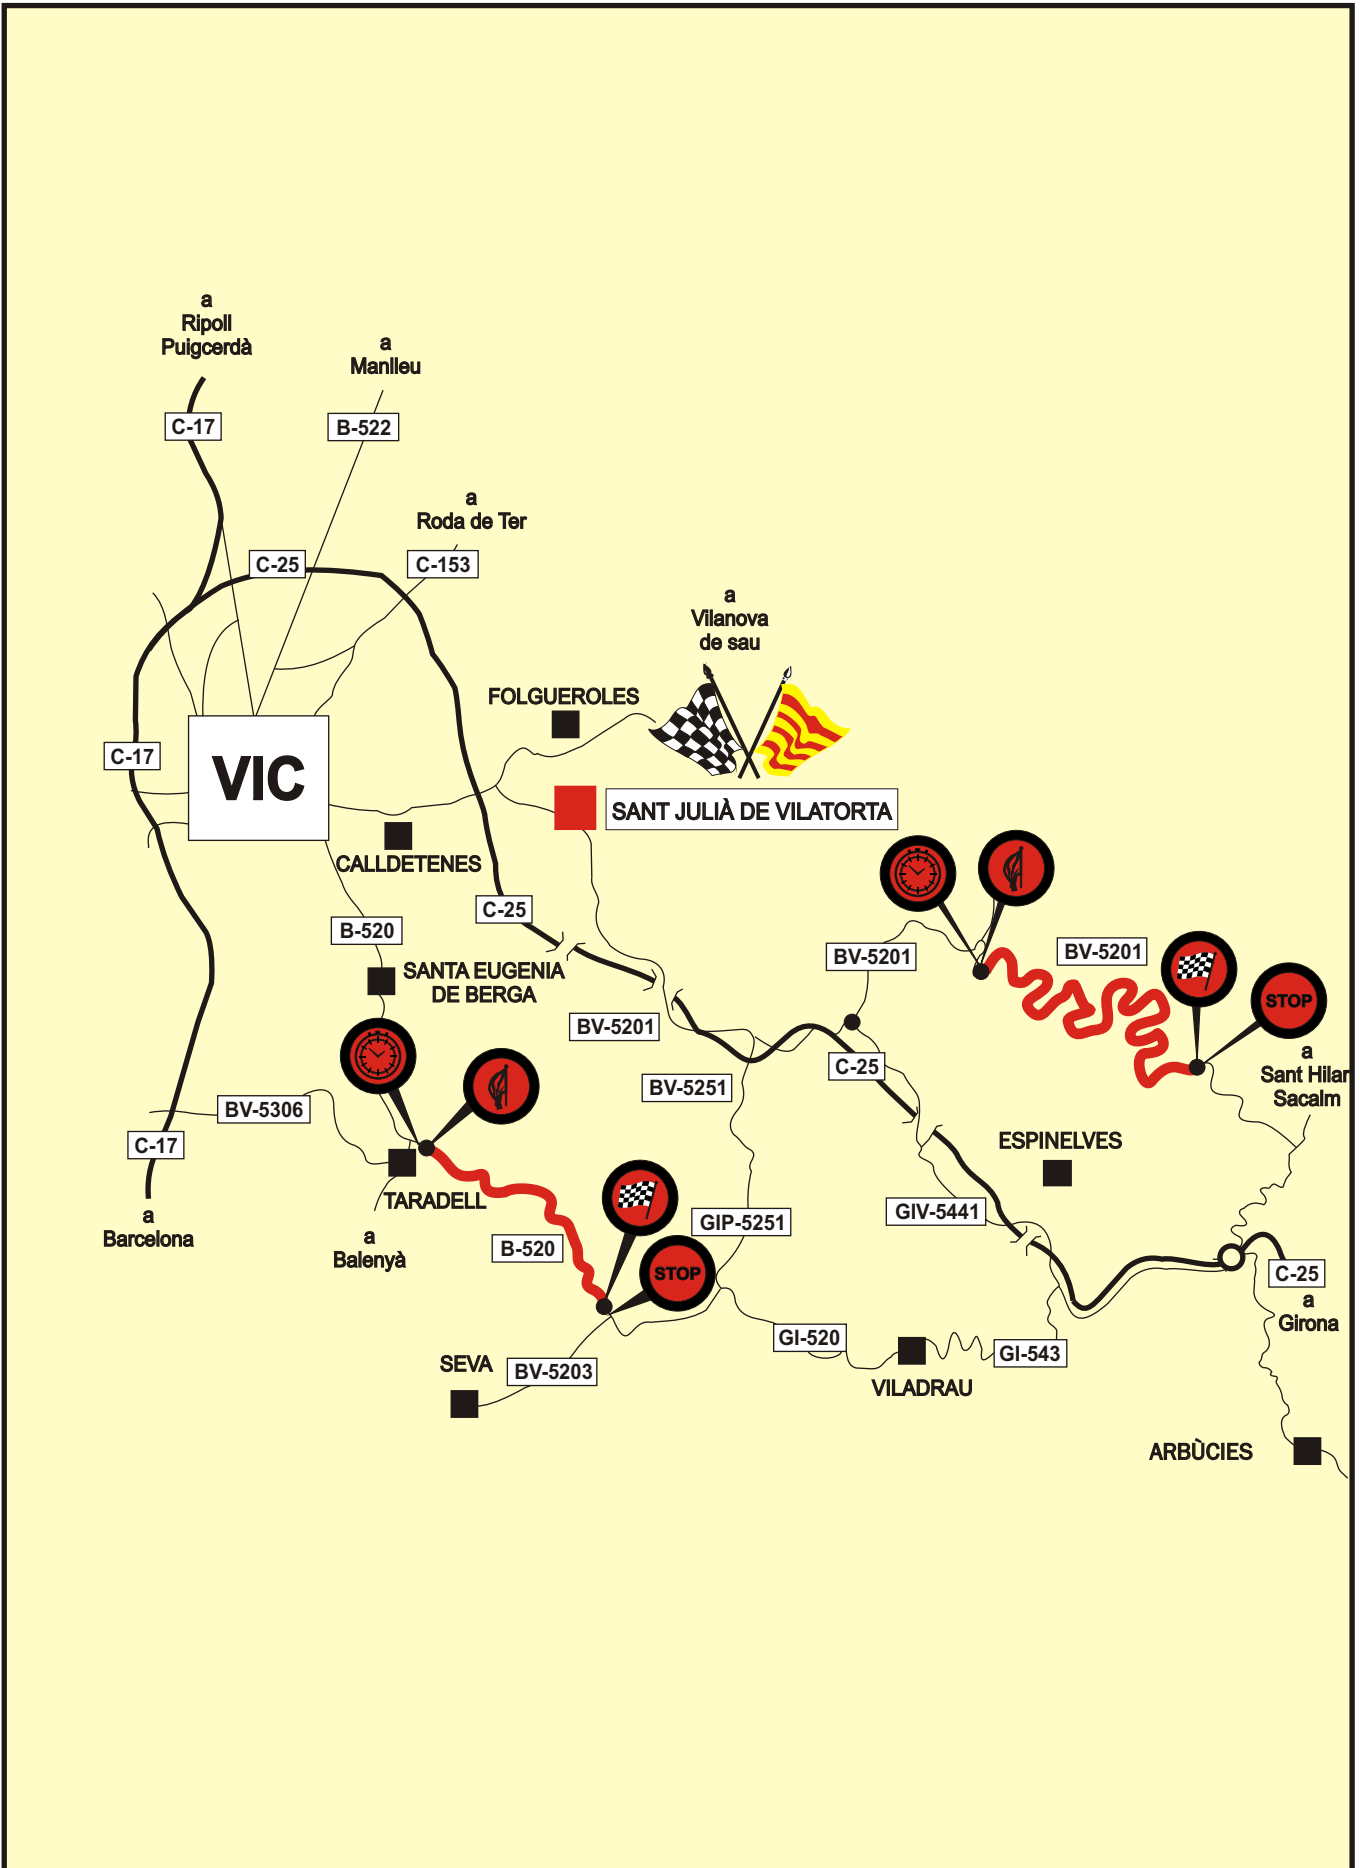 a
Ripoll
Puigcerdà
a
Manlleu
C-17
B-522
a
Roda de Ter
C-25
C-153
a
Vilanova
de sau
FOLGUEROLES
C-17
VIC
SANT JULIÀ DE VILATORTA
CALLDETENES
C-25
B-520
BV-5201
BV-5201
SANTA EUGENIA
DE BERGA
STOP
BV-5201
a
Sant Hilar
Sacalm
C-25
BV-5251
BV-5306
C-17
ESPINELVES
TARADELL
GIP-5251
GIV-5441
a
Barcelona
a
Balenyà
B-520
STOP
C-25
a
Girona
GI-520
GI-543
SEVA
BV-5203
VILADRAU
ARBÙCIES